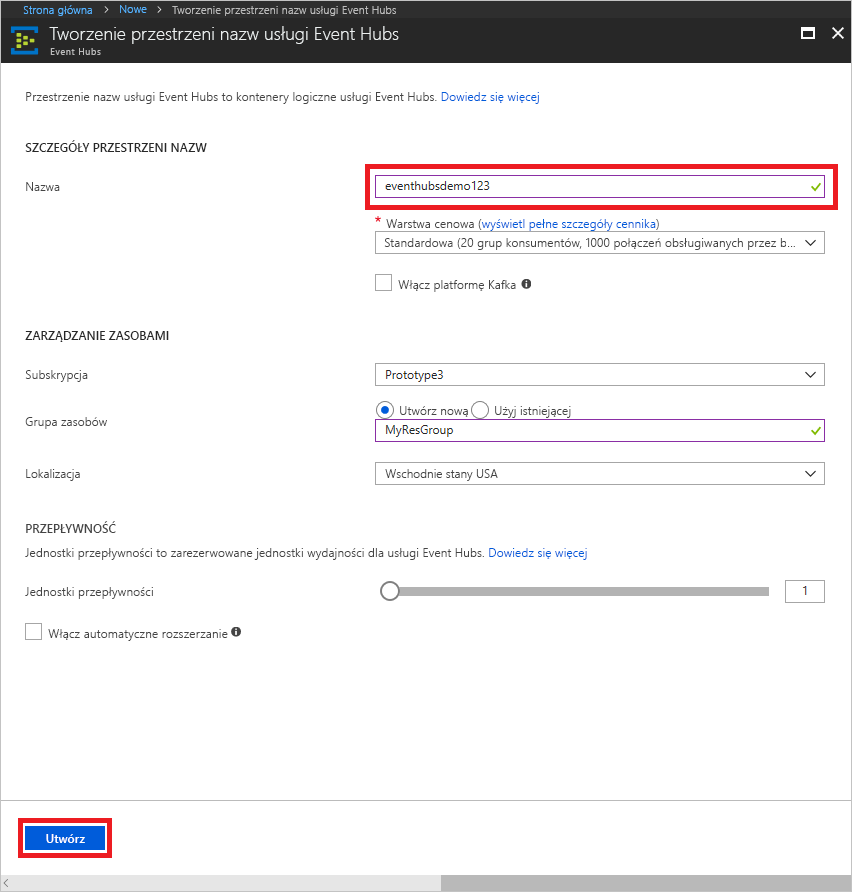 Strona główna > Nowe > Tworzenie przestrzeni nazw usługi Event Hubs
Tworzenie przestrzeni nazw usługi Event Hubs
Event Hubs
Przestrzenie nazw usługi Event Hubs to kontenery logiczne usługi Event Hubs. Dowiedz się więcej
SZCZEGÓŁY PRZESTRZENI NAZW
Nazwa
eventhubsdemo123
* Warstwa cenowa (wyświetl pełne szczegóły cennika)
Standardowa (20 grup konsumentów, 1000 połączeń obsługiwanych przez b...
Włącz platformę Kafka
ZARZĄDZANIE ZASOBAMI
Subskrypcja
Prototype3
Grupa zasobów
Utwórz nową Użyj istniejącej
MyResGroup
Lokalizacja
Wschodnie stany USA
PRZEPŁYWNOŚĆ
Jednostki przepływności to zarezerwowane jednostki wydajności dla usługi Event Hubs. Dowiedz się więcej
Jednostki przepływności
1
Włącz automatyczne rozszerzanie
Utwórz